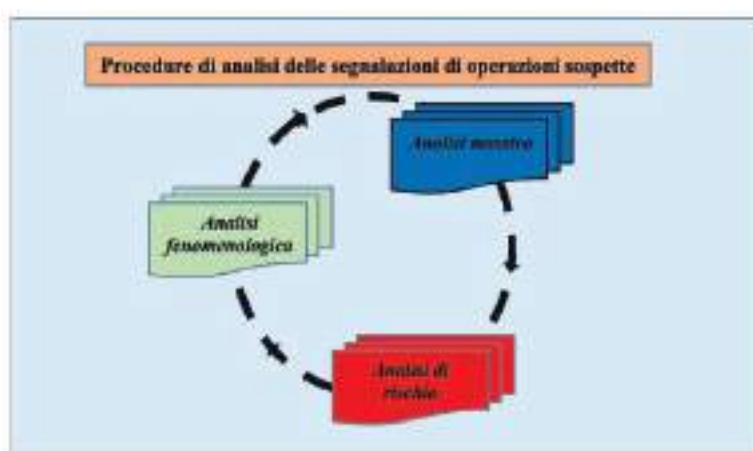 Procedure di analisi delle segnalazioni di operazioni sospette
Analisi massiva
Analisi
fenomenologica
Analisi di
rischio